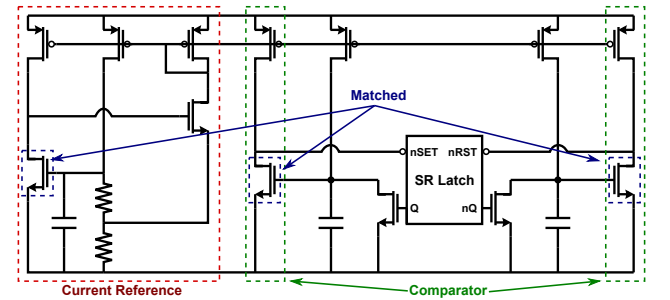 Matched
nSET nRST
SR Latch
Q nQ
Current Reference
Comparator